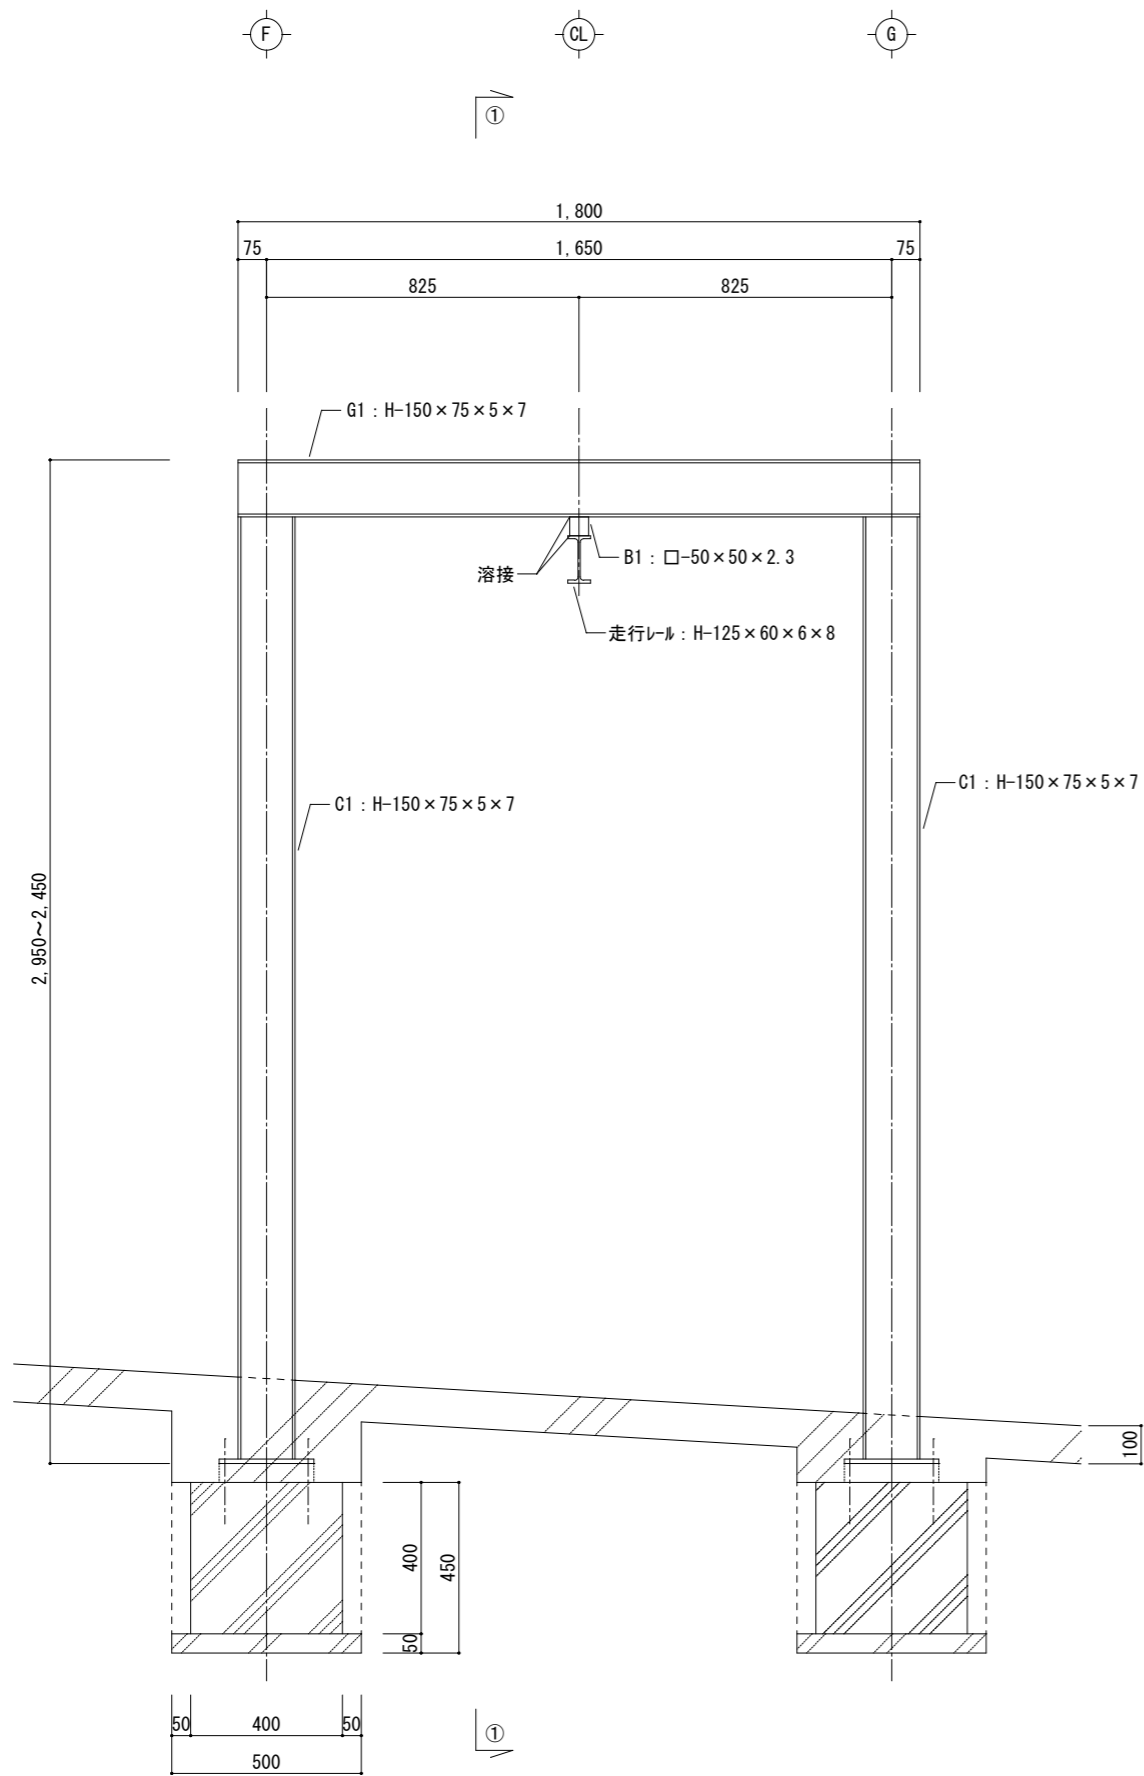 F
CL
G
①
1,800
75
1,650
75
825
825
G1：H-150×75×5×7
B1：□-50×50×2.3
溶接
走行ﾚｰﾙ：H-125×60×6×8
C1：H-150×75×5×7
C1：H-150×75×5×7
2,950～2,450
100
400
450
50
50
400
50
500
①